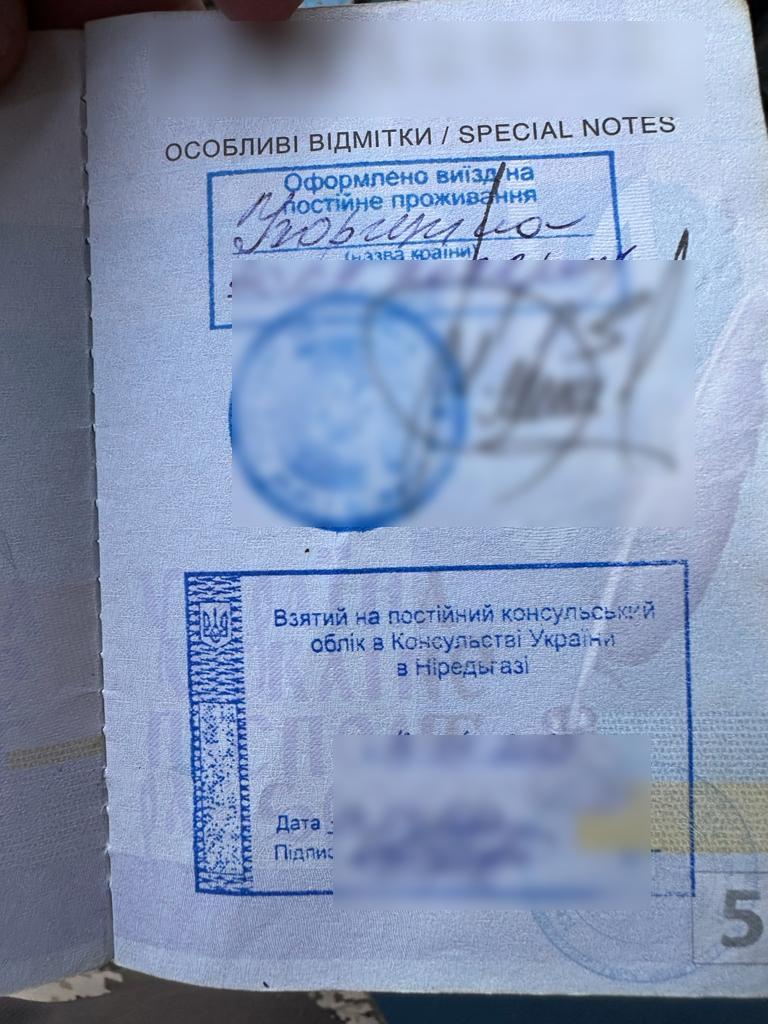 ОСОБЛИВІ ВІДМІТКИ / SPECIAL NOTES
Оформлено виїзд на
постійне проживання
Угорщина
(назва країни)
Взятий на постійний консульський
облік в Консульстві України
в Ніредьгазі
Дата
Підпис
5